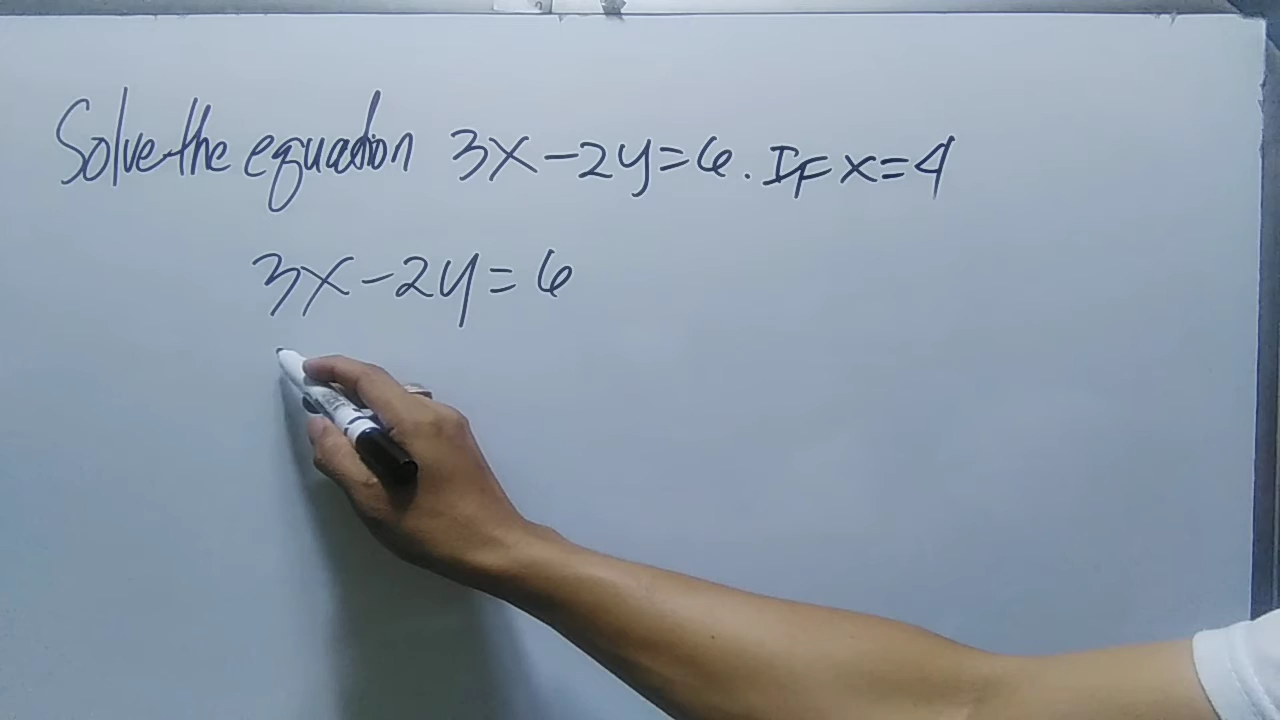 Solve the equation 3x-2y=6. If x=4
3x-2y=6